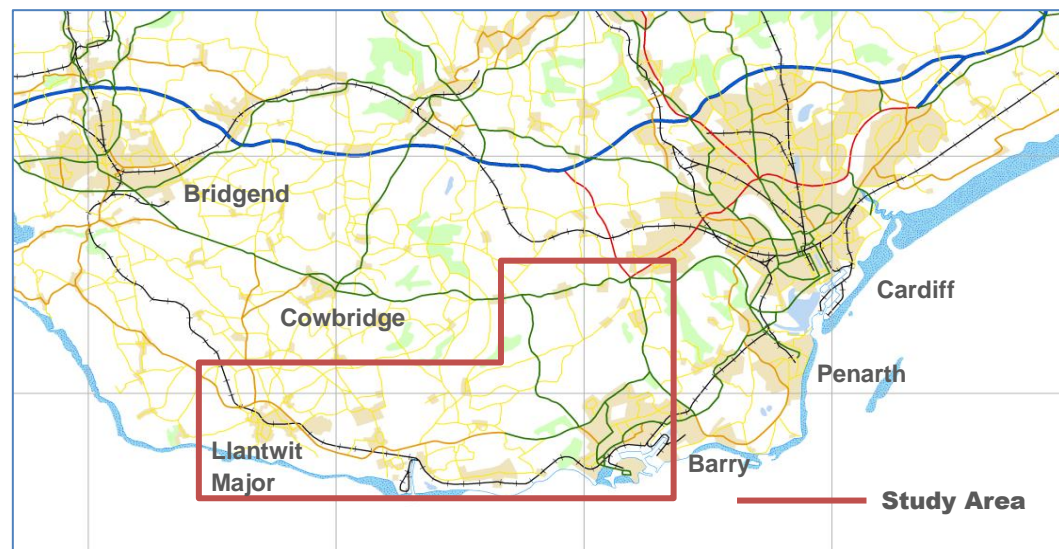 Bridgend
Cardiff
Cowbridge
Penarth
Llantwit
Major
Barry
Study Area